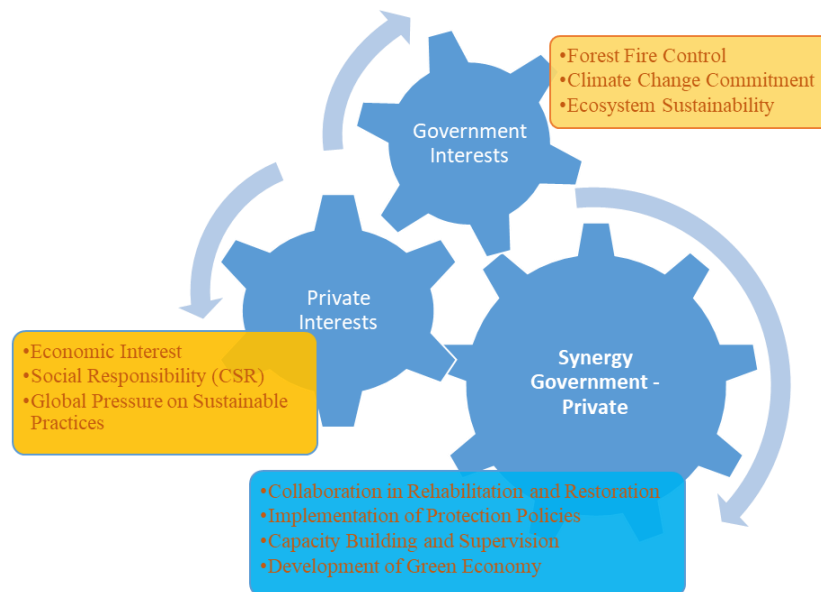 •Forest Fire Control
•Climate Change Commitment
•Ecosystem Sustainability
Government
Interests
Private
Interests
•Economic Interest
•Social Responsibility (CSR)
•Global Pressure on Sustainable
Practices
Synergy
Government -
Private
•Collaboration in Rehabilitation and Restoration
•Implementation of Protection Policies
•Capacity Building and Supervision
•Development of Green Economy